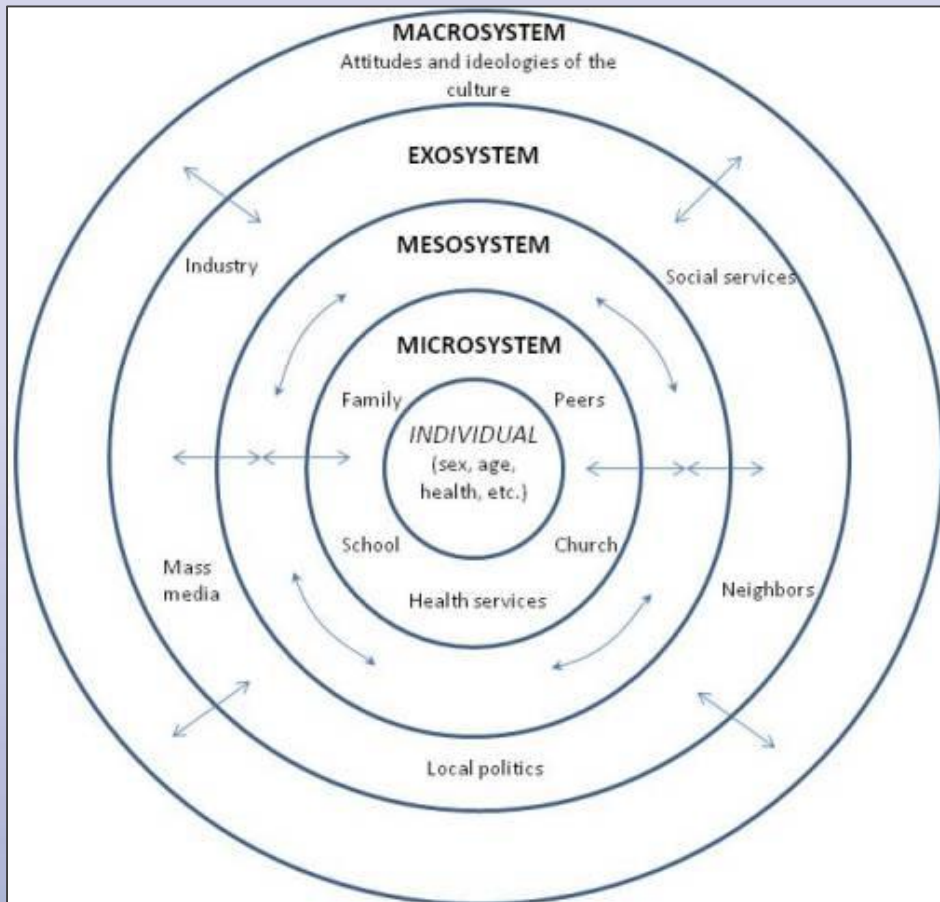 MACROSYSTEM
Attitudes and ideologies of the
culture
EXOSYSTEM
MESOSYSTEM
Industry
Social services
MICROSYSTEM
Family
Peers
INDIVIDUAL
(sex, age,
health, etc.)
School
Church
Mass
media
Health services
Neighbors
Local politics